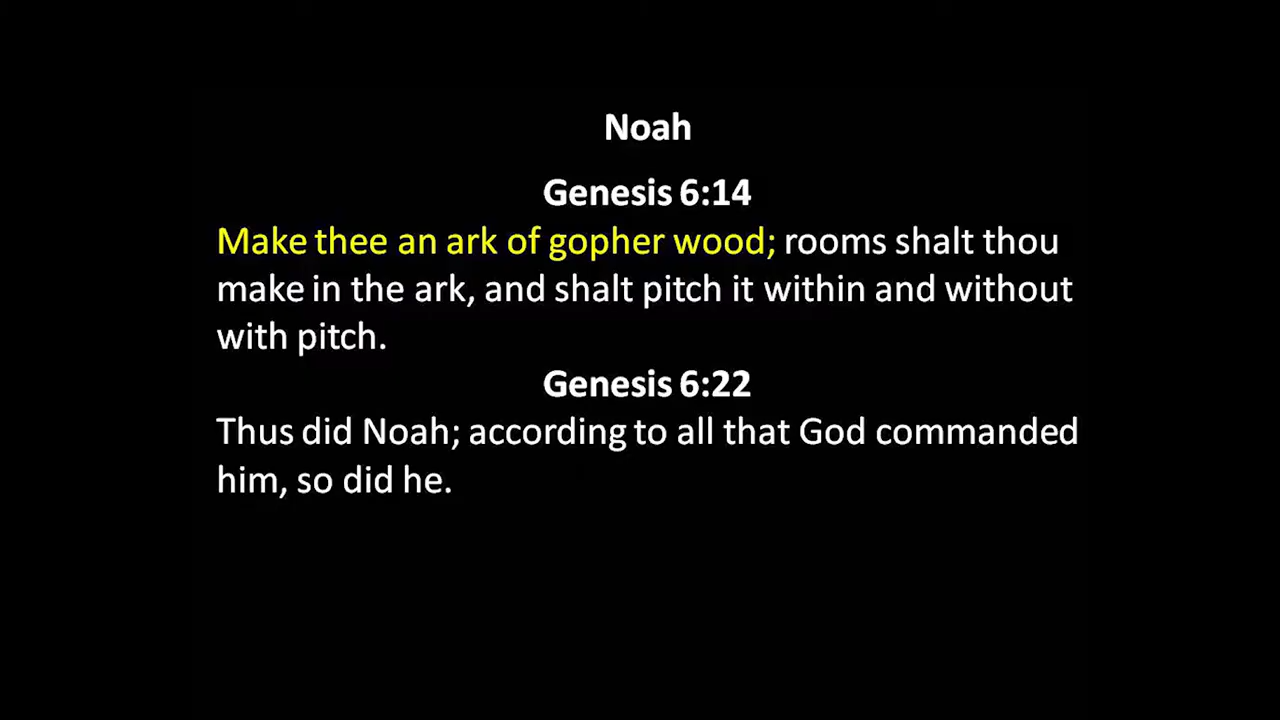 Noah
Genesis 6:14
Make thee an ark of gopher wood; rooms shalt thou
make in the ark, and shalt pitch it within and without
with pitch.
Genesis 6:22
Thus did Noah; according to all that God commanded
him, so did he.